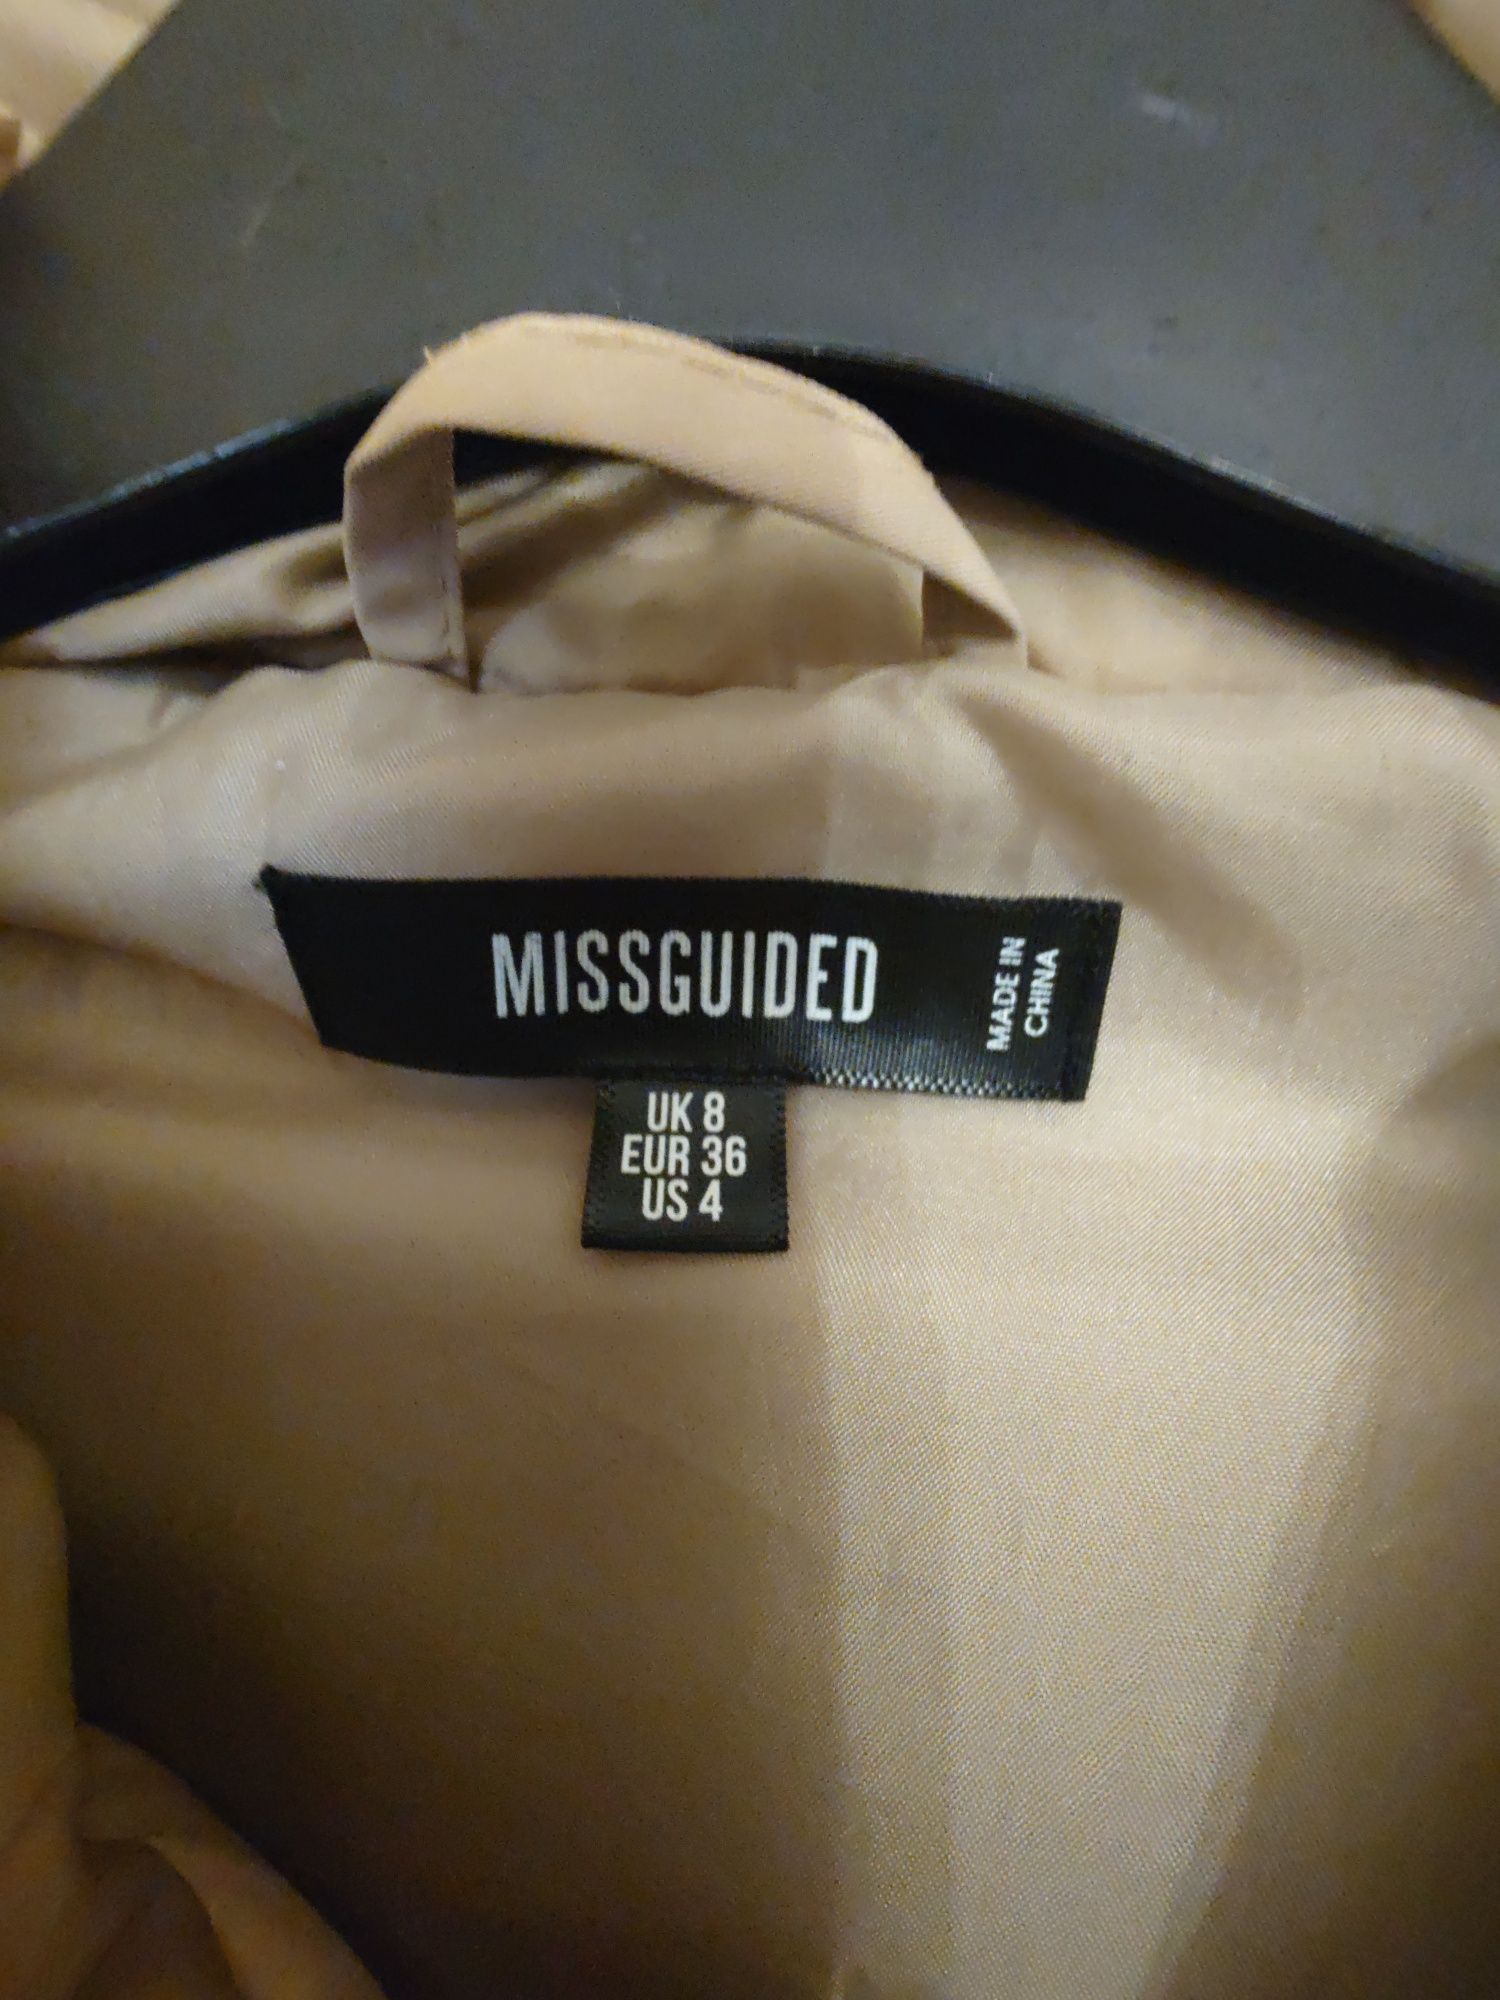 MISSGUIDED
MADE IN
CHINA
UK 8
EUR 36
US 4